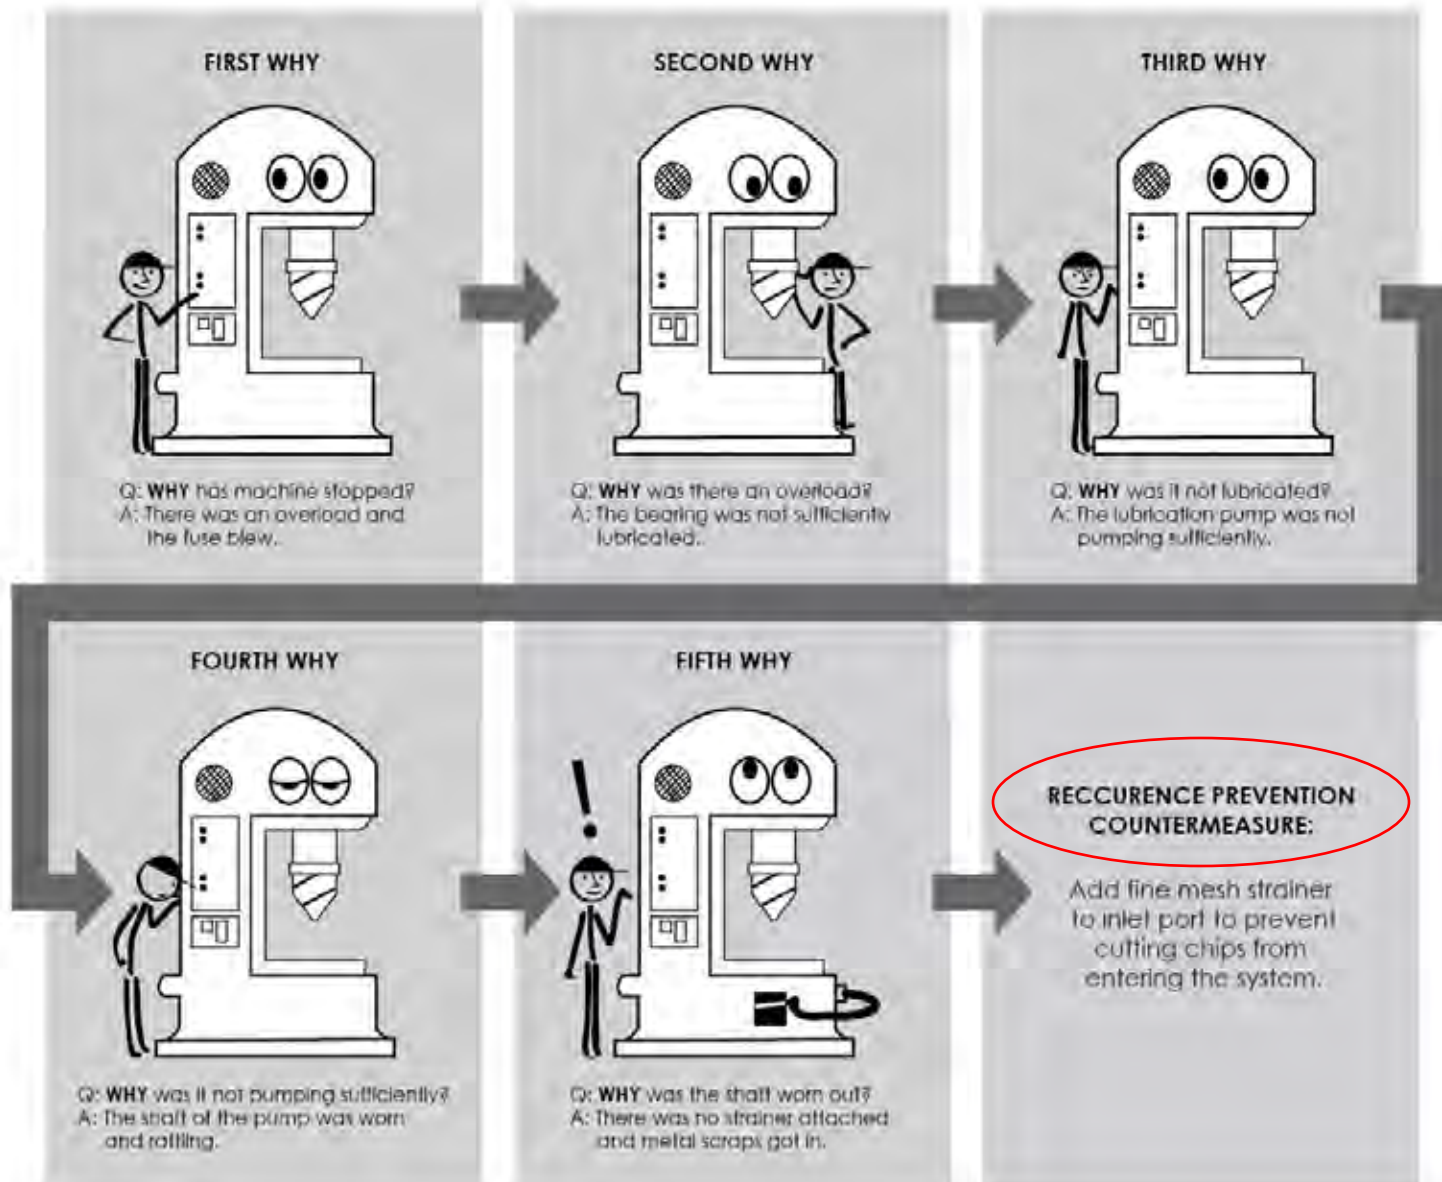 FIRST WHY
Q: WHY has machine stopped?
A: There was an overload and
the fuse blew.
SECOND WHY
Q: WHY was there an overload?
A: The bearing was not sufficiently
lubricated.
THIRD WHY
Q: WHY was it not lubricated?
A: The lubrication pump was not
pumping sufficiently.
FOURTH WHY
Q: WHY was it not pumping sufficiently?
A: The shaft of the pump was worn
and rattling.
FIFTH WHY
Q: WHY was the shaft worn out?
A: There was no strainer attached
and metal scraps got in.
RECCURENCE PREVENTION
COUNTERMEASURE:
Add fine mesh strainer
to inlet port to prevent
cutting chips from
entering the system.